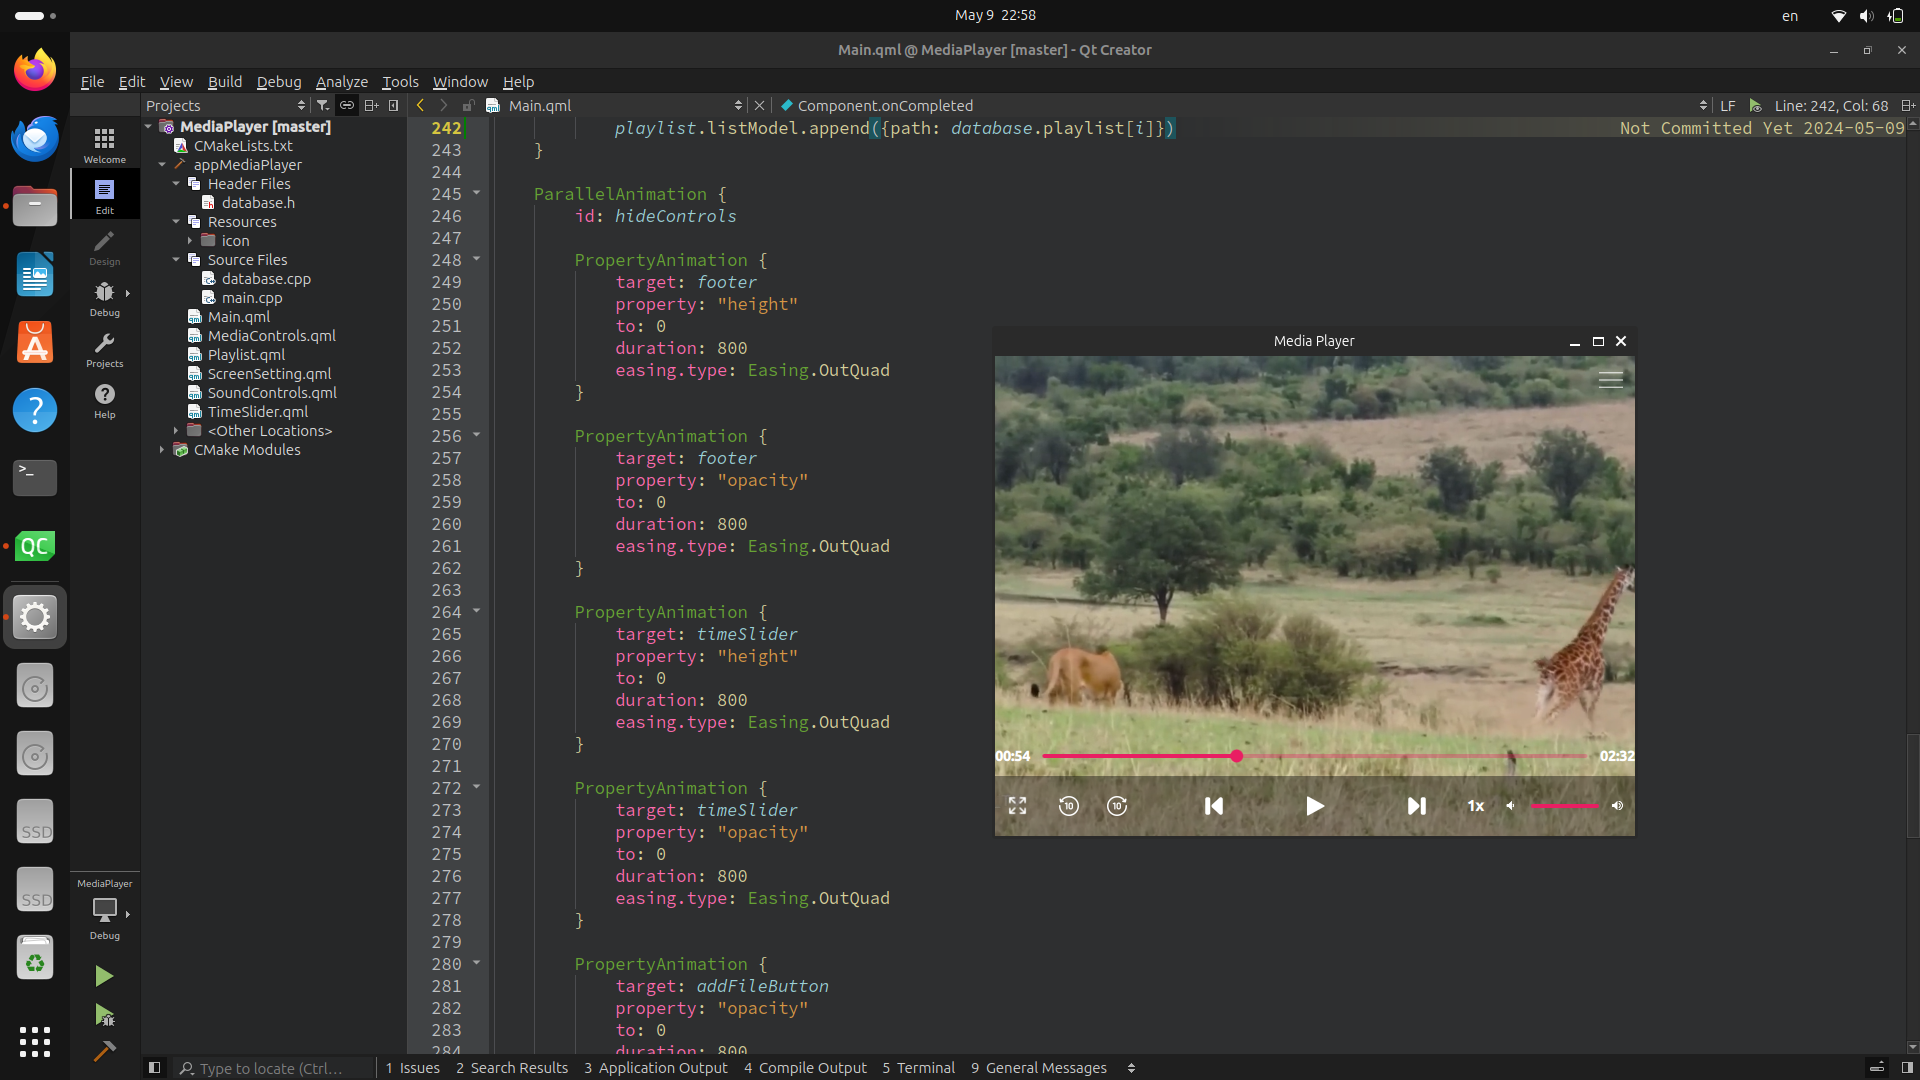 May 9 22:58
en
Main.qml @ MediaPlayer [master] - Qt Creator
File Edit View Build Debug Analyze Tools Window Help
Projects
Main.qml
Component.onCompleted
LF
Line: 242, Col: 68
Welcome
Edit
Design
Debug
Projects
Help
MediaPlayer
Debug
MediaPlayer [master]
CMakeLists.txt
appMediaPlayer
Header Files
database.h
Resources
icon
Source Files
database.cpp
main.cpp
Main.qml
MediaControls.qml
Playlist.qml
ScreenSetting.qml
SoundControls.qml
TimeSlider.qml
<Other Locations>
CMake Modules
242 playlist.listModel.append({path: database.playlist[i]}) Not Committed Yet 2024-05-09
243 }
244
245 ParallelAnimation {
246 id: hideControls
247
248 PropertyAnimation {
249 target: footer
250 property: "height"
251 to: 0
252 duration: 800
253 easing.type: Easing.OutQuad
254 }
255
256 PropertyAnimation {
257 target: footer
258 property: "opacity"
259 to: 0
260 duration: 800
261 easing.type: Easing.OutQuad
262 }
263
264 PropertyAnimation {
265 target: timeSlider
266 property: "height"
267 to: 0
268 duration: 800
269 easing.type: Easing.OutQuad
270 }
271
272 PropertyAnimation {
273 target: timeSlider
274 property: "opacity"
275 to: 0
276 duration: 800
277 easing.type: Easing.OutQuad
278 }
279
280 PropertyAnimation {
281 target: addFileButton
282 property: "opacity"
283 to: 0
284 duration: 800
Media Player
00:54
02:32
10
10
1x
QC
SSD
SSD
Type to locate (Ctrl...
1 Issues
2 Search Results
3 Application Output
4 Compile Output
5 Terminal
9 General Messages